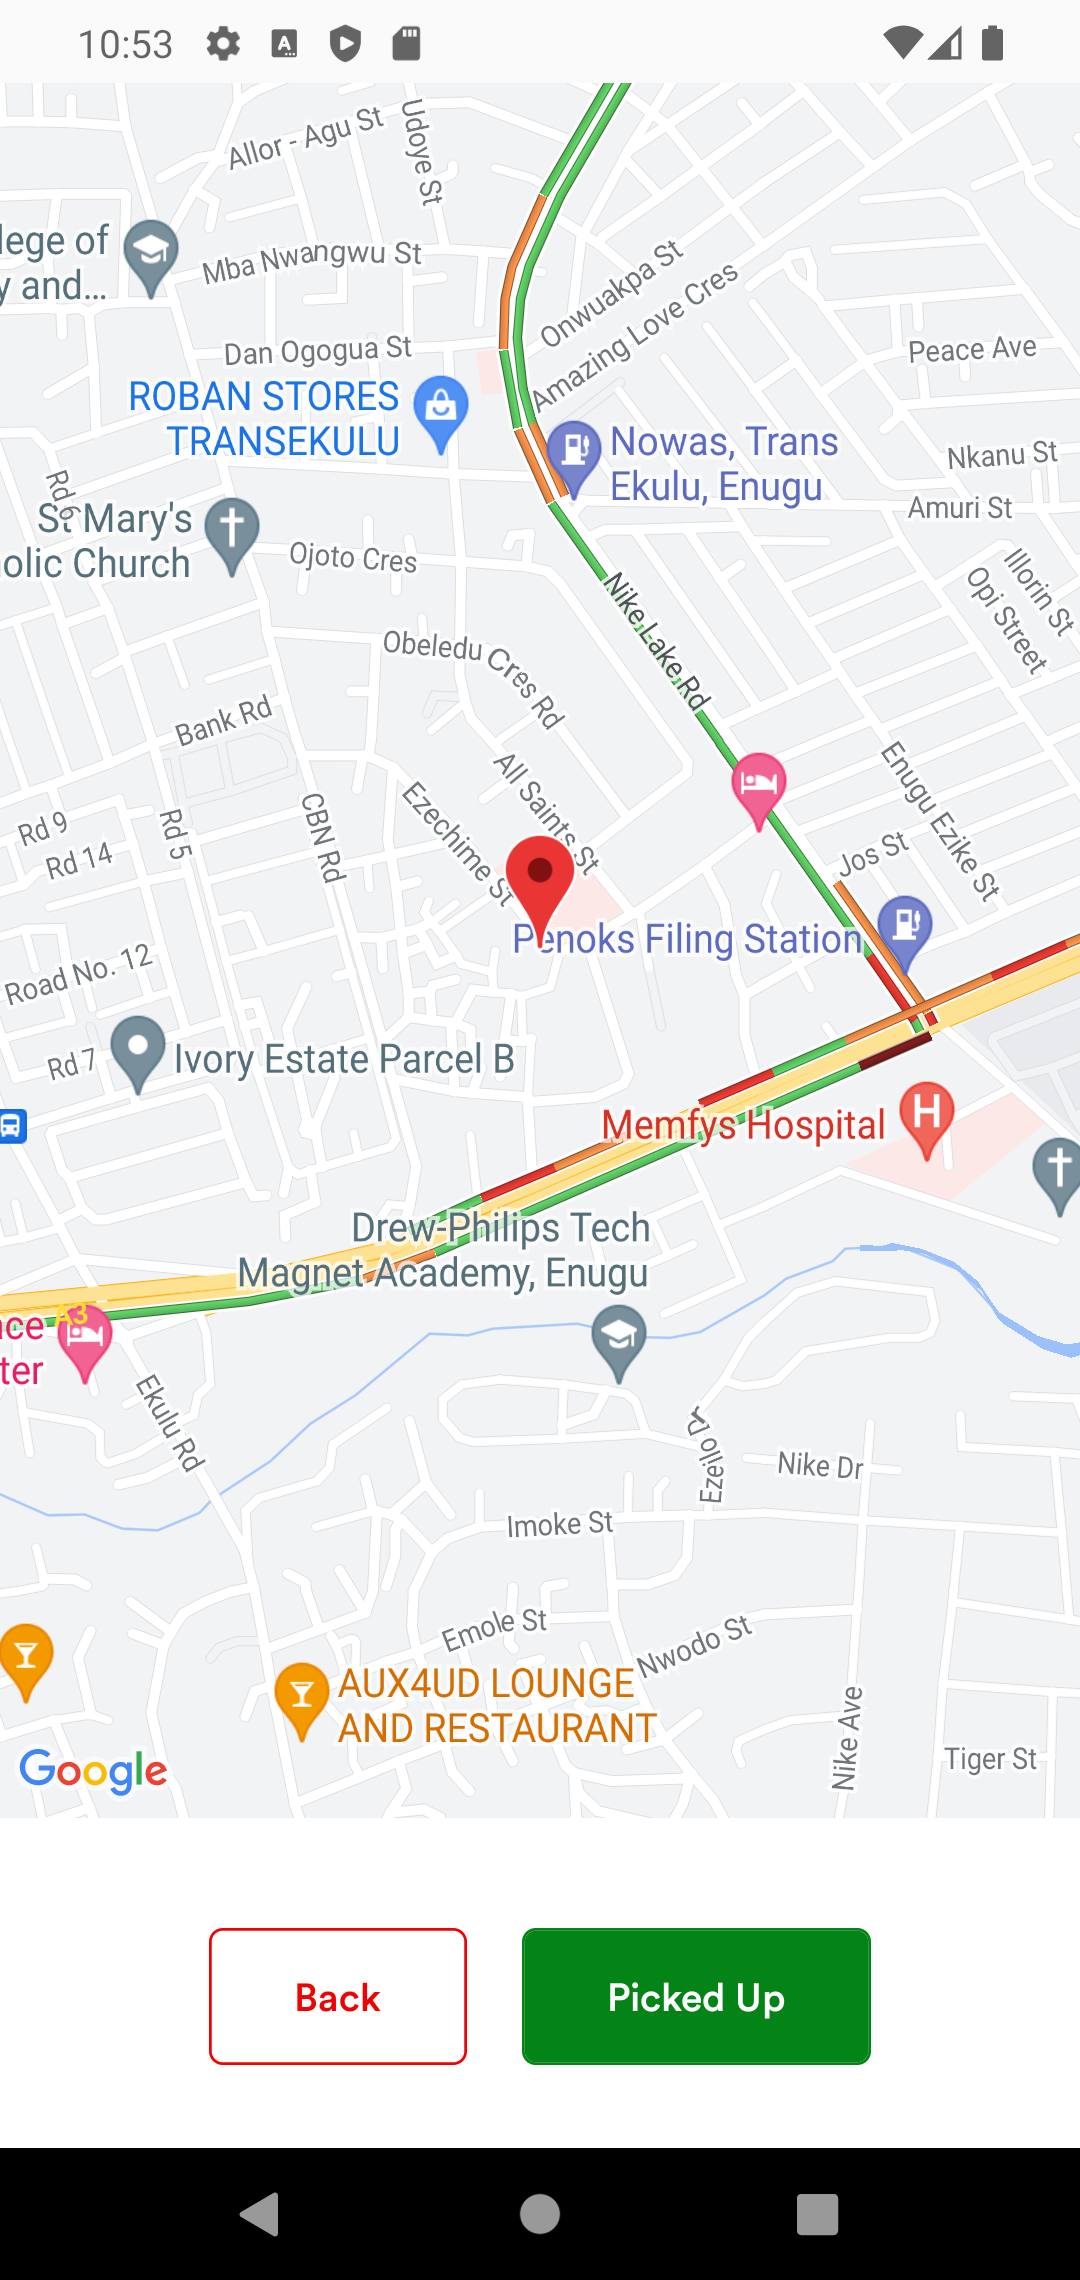 10:53
Allor - Agu St
Udoye St
lege of
y and...
Mba Nwangwu St
Onwuakpa St
Amazing Love Cres
Dan Ogogua St
Peace Ave
ROBAN STORES
TRANSEKULU
Nowas, Trans
Ekulu, Enugu
Nkanu St
Amuri St
Rd 6
St Mary's
olic Church
Ojoto Cres
Illorin St
Opi Street
Nike Lake Rd
Obeledu Cres Rd
Bank Rd
All Saints St
Enugu Ezike St
Ezechime St
CBN Rd
Rd 5
Rd 9
Rd 14
Jos St
Penoks Filing Station
Road No. 12
Rd 7
Ivory Estate Parcel B
Memfys Hospital
H
Drew-Philips Tech
Magnet Academy, Enugu
A3
ace
ter
Ekulu Rd
Ezeilo Dr
Nike Dr
Imoke St
Emole St
Nwodo St
AUX4UD LOUNGE
AND RESTAURANT
Nike Ave
Tiger St
Google
Back
Picked Up